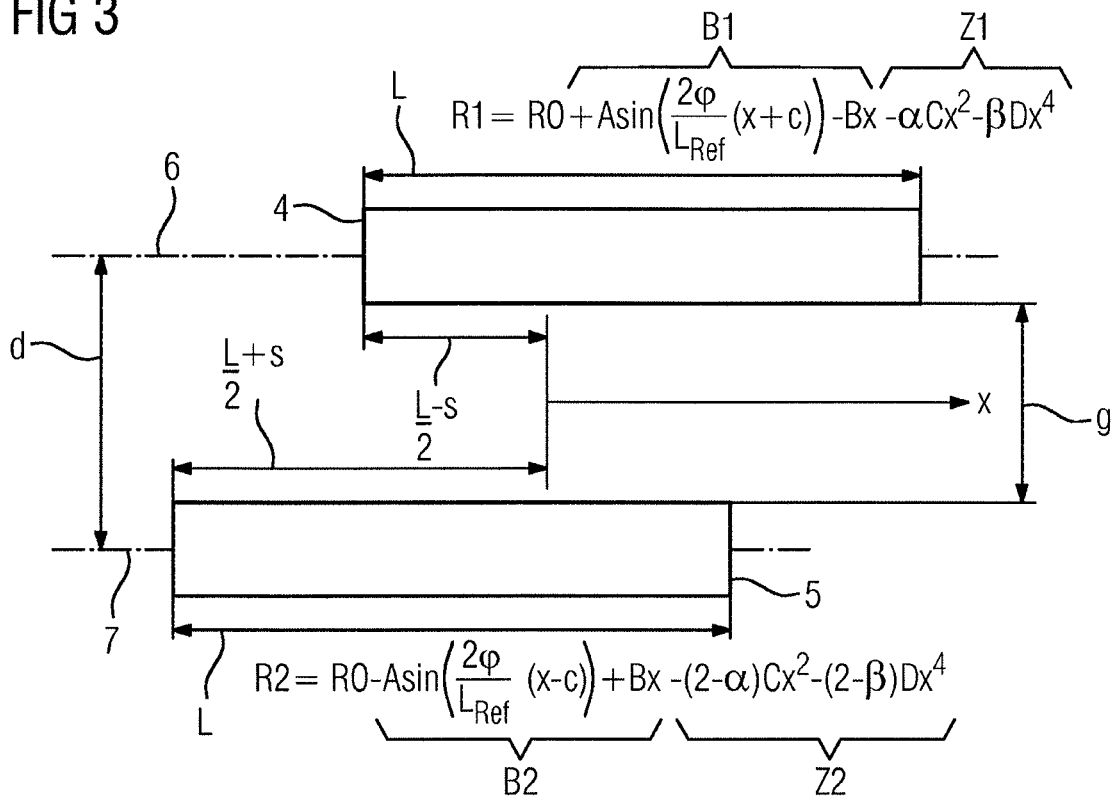 FIG 3
B1
Z1
R1 = R0 + Asin(2φ/L_Ref (x+c)) -Bx -αCx² -βDx⁴
L
6
4
d
L/2 +s
L/2 -s
x
g
7
5
L
R2 = R0-Asin(2φ/L_Ref (x-c)) +Bx -(2-α)Cx² -(2-β)Dx⁴
B2
Z2